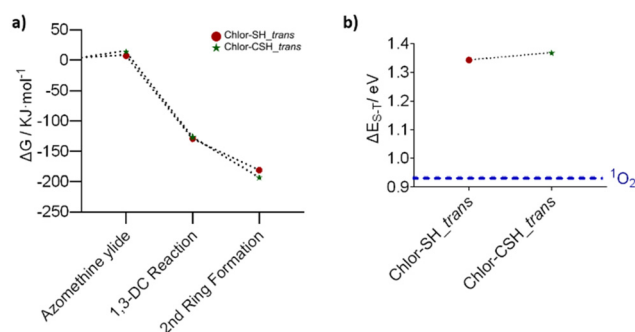 a)
ΔG / KJ·mol⁻¹
50
0
-50
-100
-150
-200
-250
Chlor-SH_trans
Chlor-CSH_trans
Azomethine ylide
1,3-DC Reaction
2nd Ring Formation
b)
ΔE_S-T/ eV
1.4
1.3
1.2
1.1
1.0
0.9
¹O₂
Chlor-SH_trans
Chlor-CSH_trans